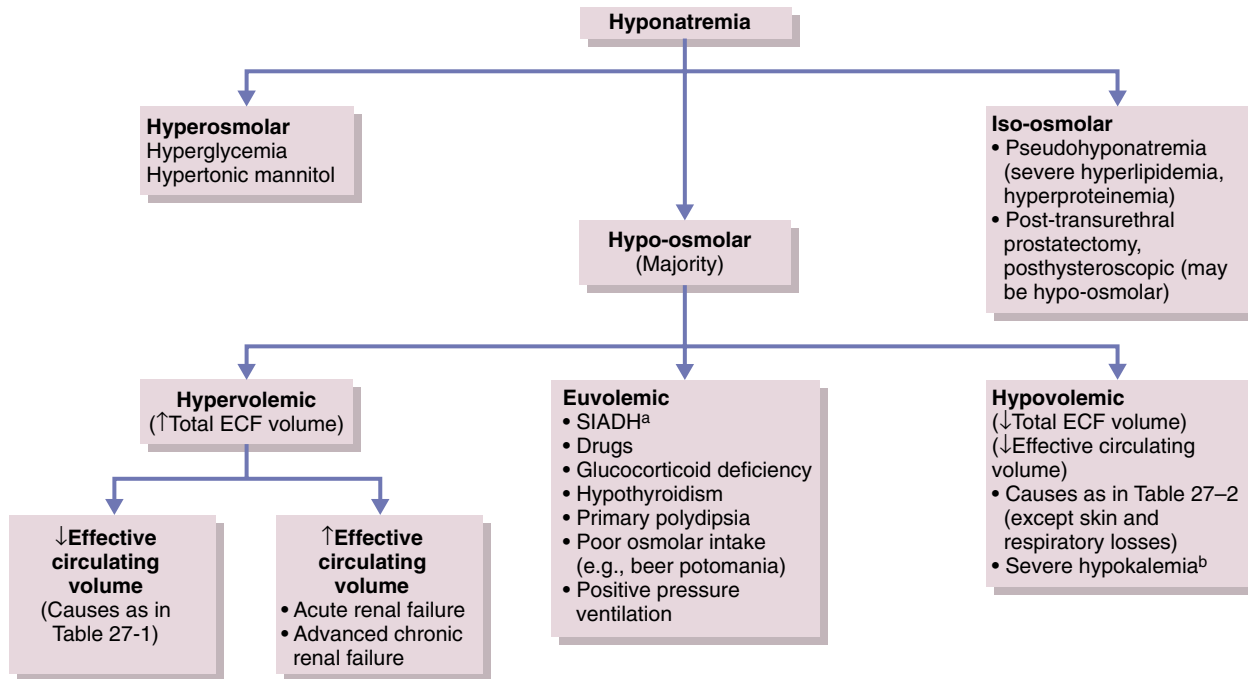 Hyponatremia
Hyperosmolar
Hyperglycemia
Hypertonic mannitol
Iso-osmolar
• Pseudohyponatremia
(severe hyperlipidemia,
hyperproteinemia)
• Post-transurethral
prostatectomy,
posthysteroscopic (may
be hypo-osmolar)
Hypo-osmolar
(Majority)
Hypervolemic
(↑Total ECF volume)
Euvolemic
• SIADHᵃ
• Drugs
• Glucocorticoid deficiency
• Hypothyroidism
• Primary polydipsia
• Poor osmolar intake
(e.g., beer potomania)
• Positive pressure
ventilation
Hypovolemic
(↓Total ECF volume)
(↓Effective circulating
volume)
• Causes as in Table 27–2
(except skin and
respiratory losses)
• Severe hypokalemiaᵇ
↓Effective
circulating
volume
(Causes as in
Table 27-1)
↑Effective
circulating
volume
• Acute renal failure
• Advanced chronic
renal failure